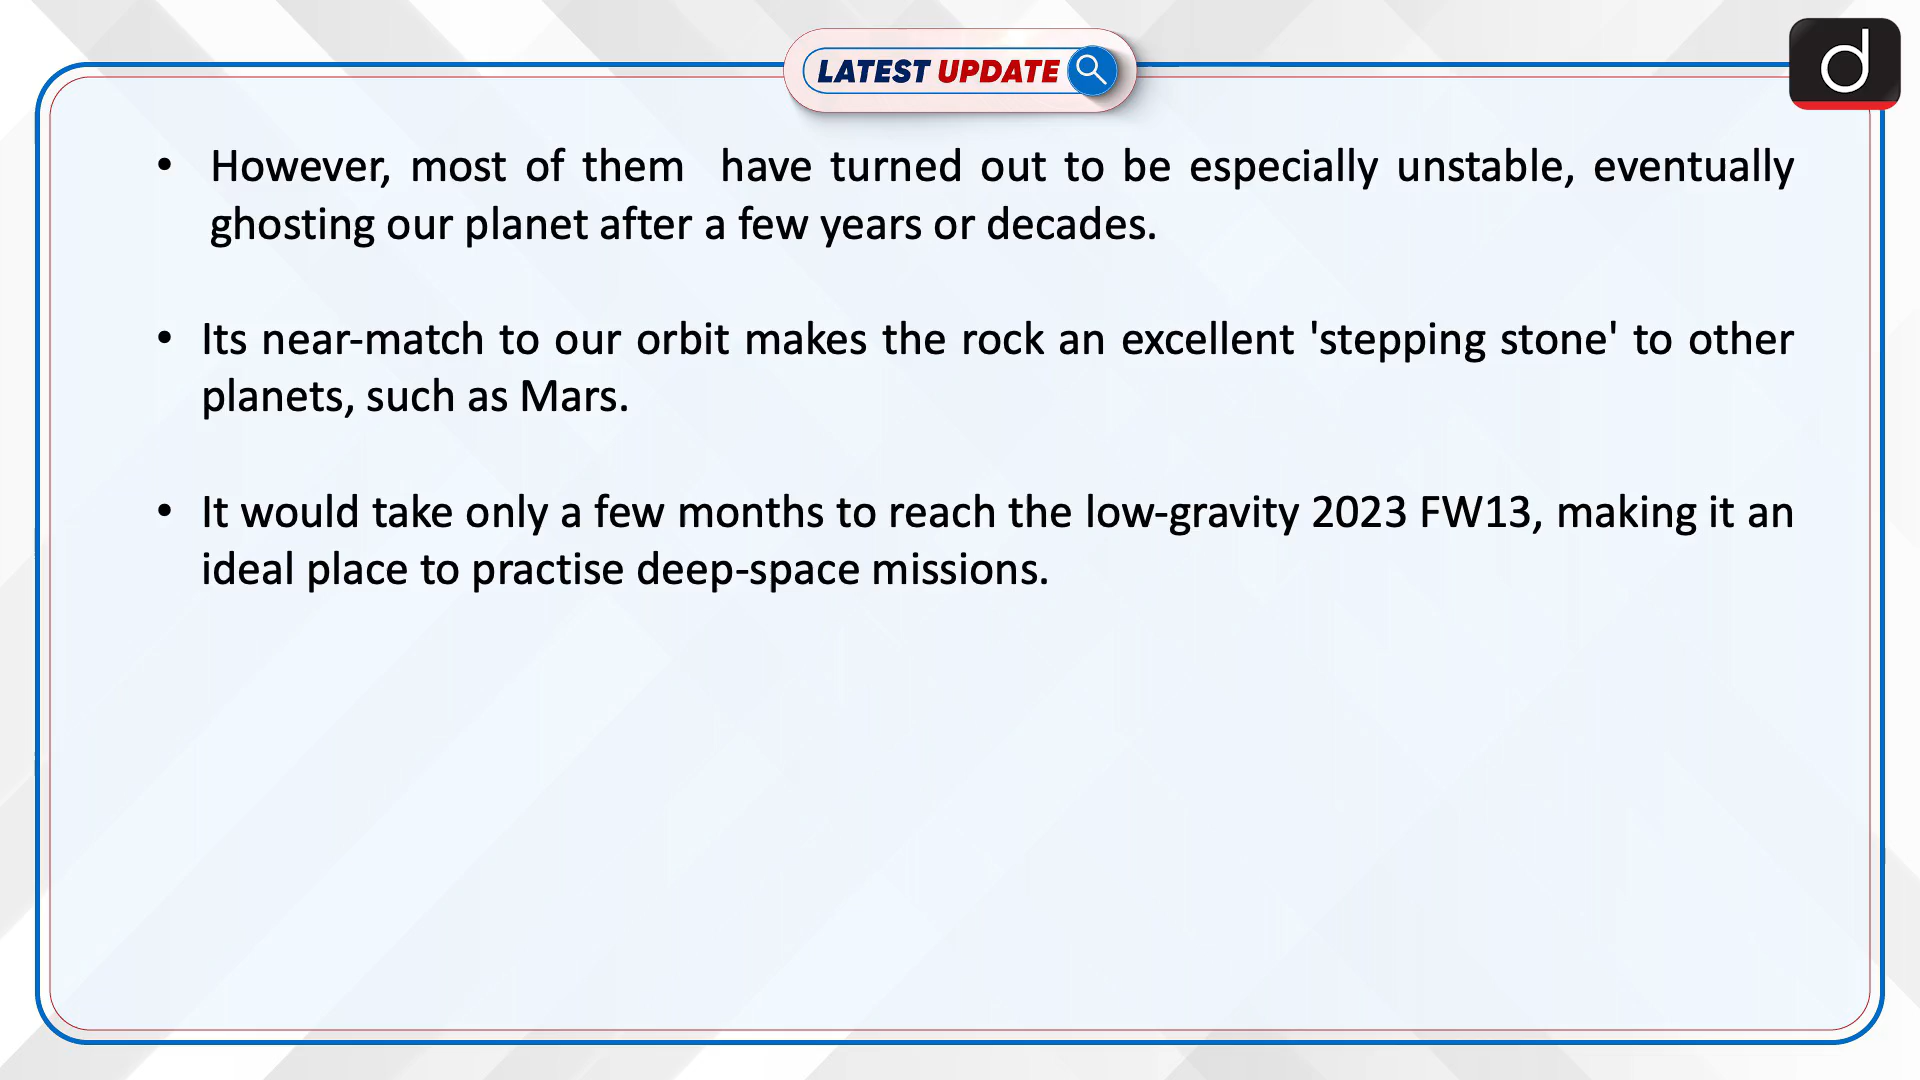 LATEST UPDATE
d
• However, most of them  have turned out to be especially unstable, eventually
ghosting our planet after a few years or decades.
• Its near-match to our orbit makes the rock an excellent 'stepping stone' to other
planets, such as Mars.
• It would take only a few months to reach the low-gravity 2023 FW13, making it an
ideal place to practise deep-space missions.